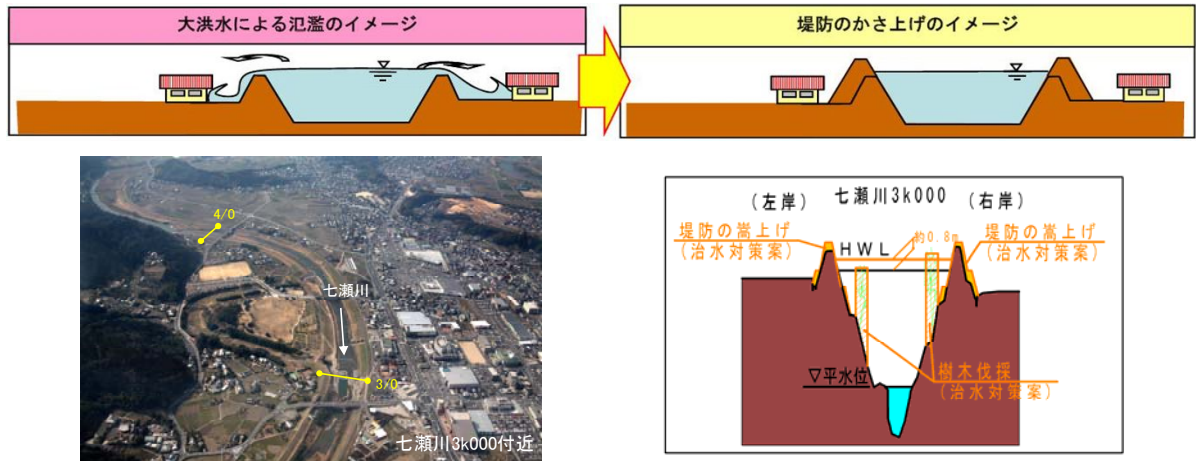 大洪水による氾濫のイメージ
堤防のかさ上げのイメージ
4/0
七瀬川
3/0
七瀬川3k000付近
(左岸) 七瀬川3k000 (右岸)
堤防の嵩上げ
(治水対策案)
HWL
約0.8m
堤防の嵩上げ
(治水対策案)
▽平水位
樹木伐採
(治水対策案)